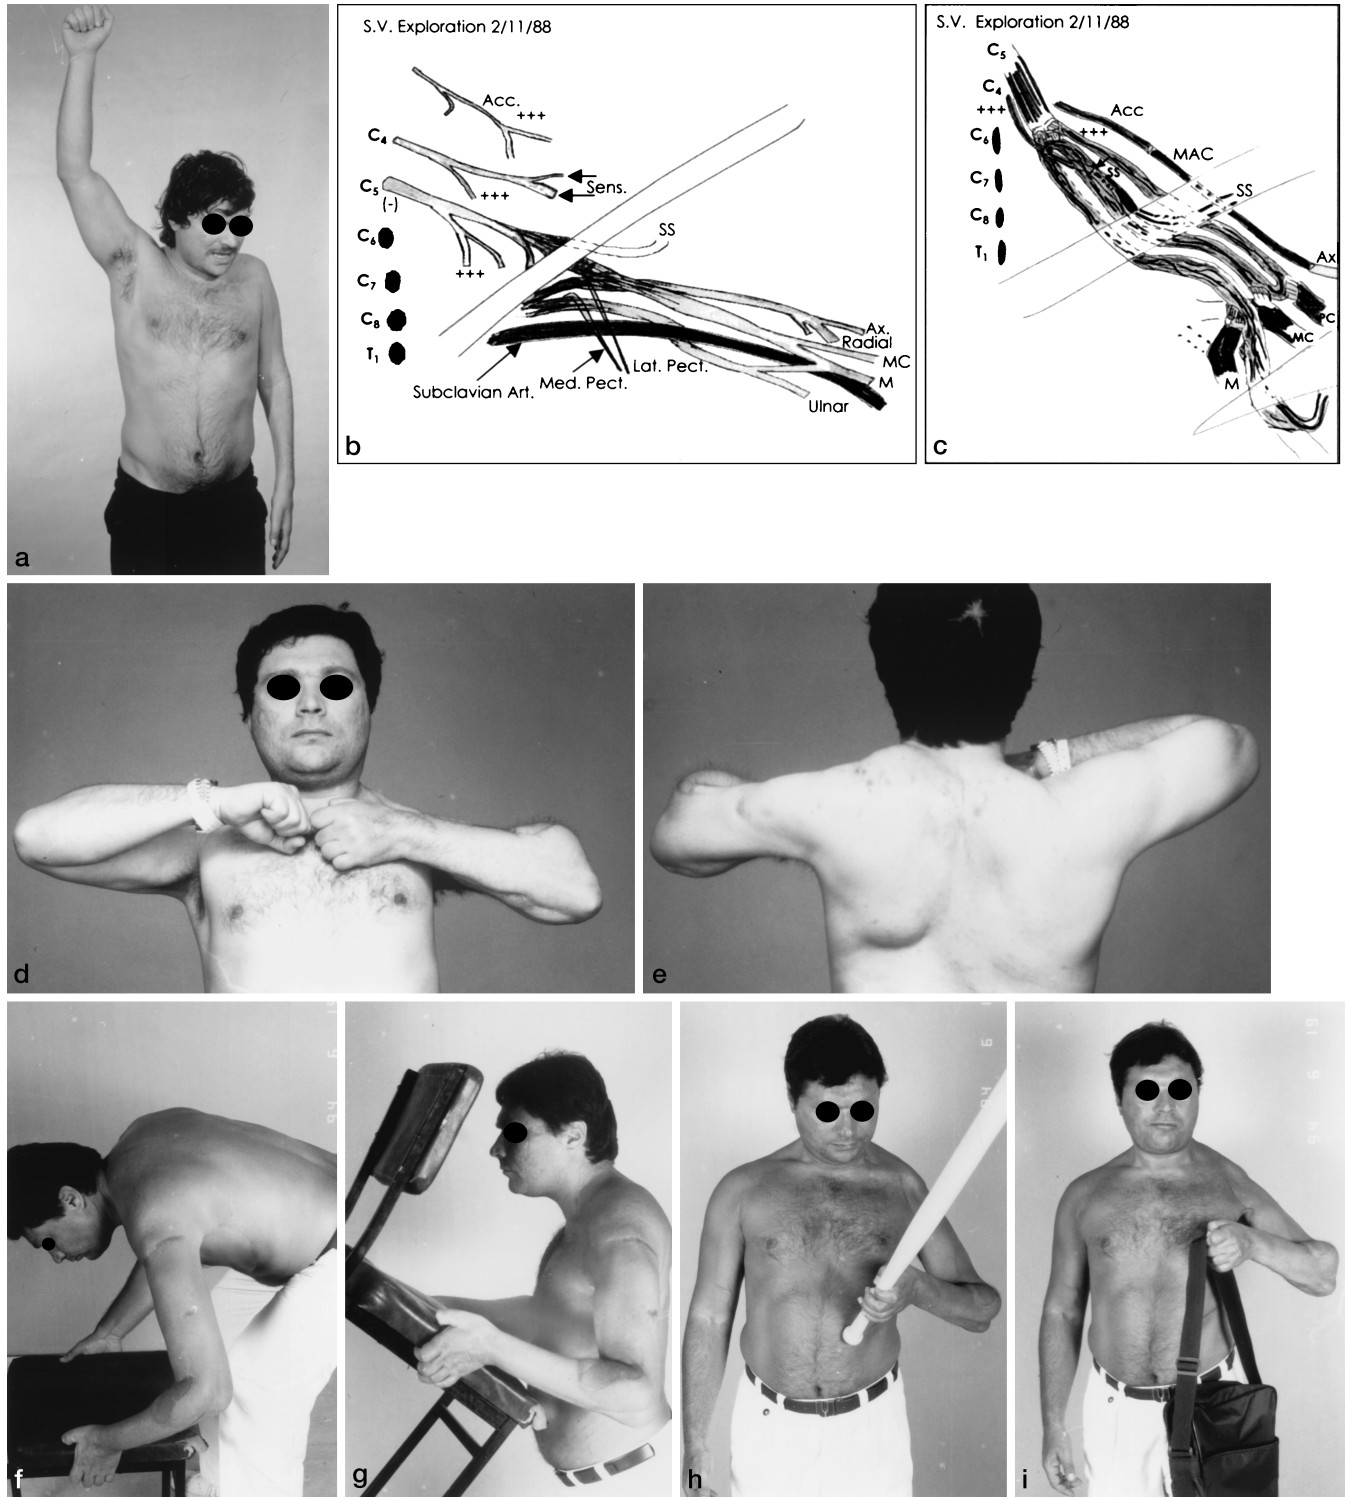 a
S.V. Exploration 2/11/88
Acc.
+++
C4
Sens.
+++
C5
(-)
SS
C6
+++
C7
C8
T1
Ax.
Radial
MC
M
Lat. Pect.
Med. Pect.
Subclavian Art.
Ulnar
b
S.V. Exploration 2/11/88
C5
C4
+++
Acc
C6
+++
MAC
C7
SS
SS
C8
T1
Ax
PC
MC
M
c
d
e
f
g
h
i